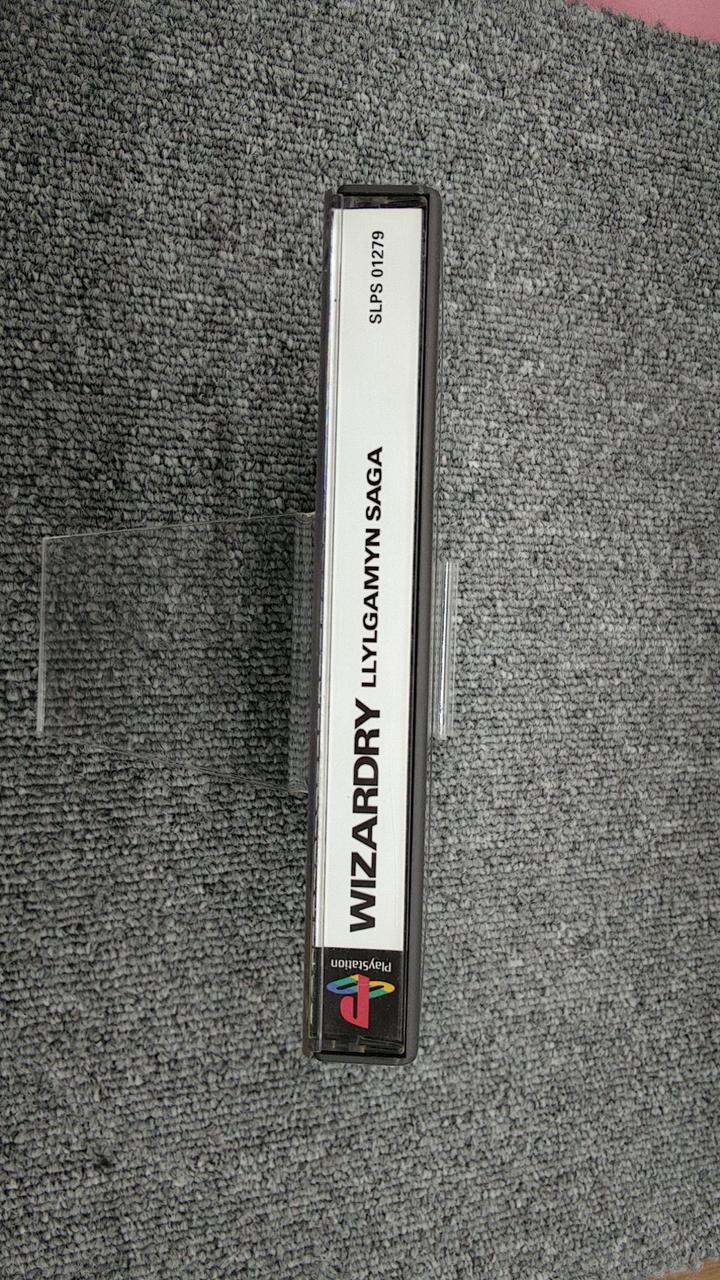 PlayStation
WIZARDRY LLYLGAMYN SAGA
SLPS 01279